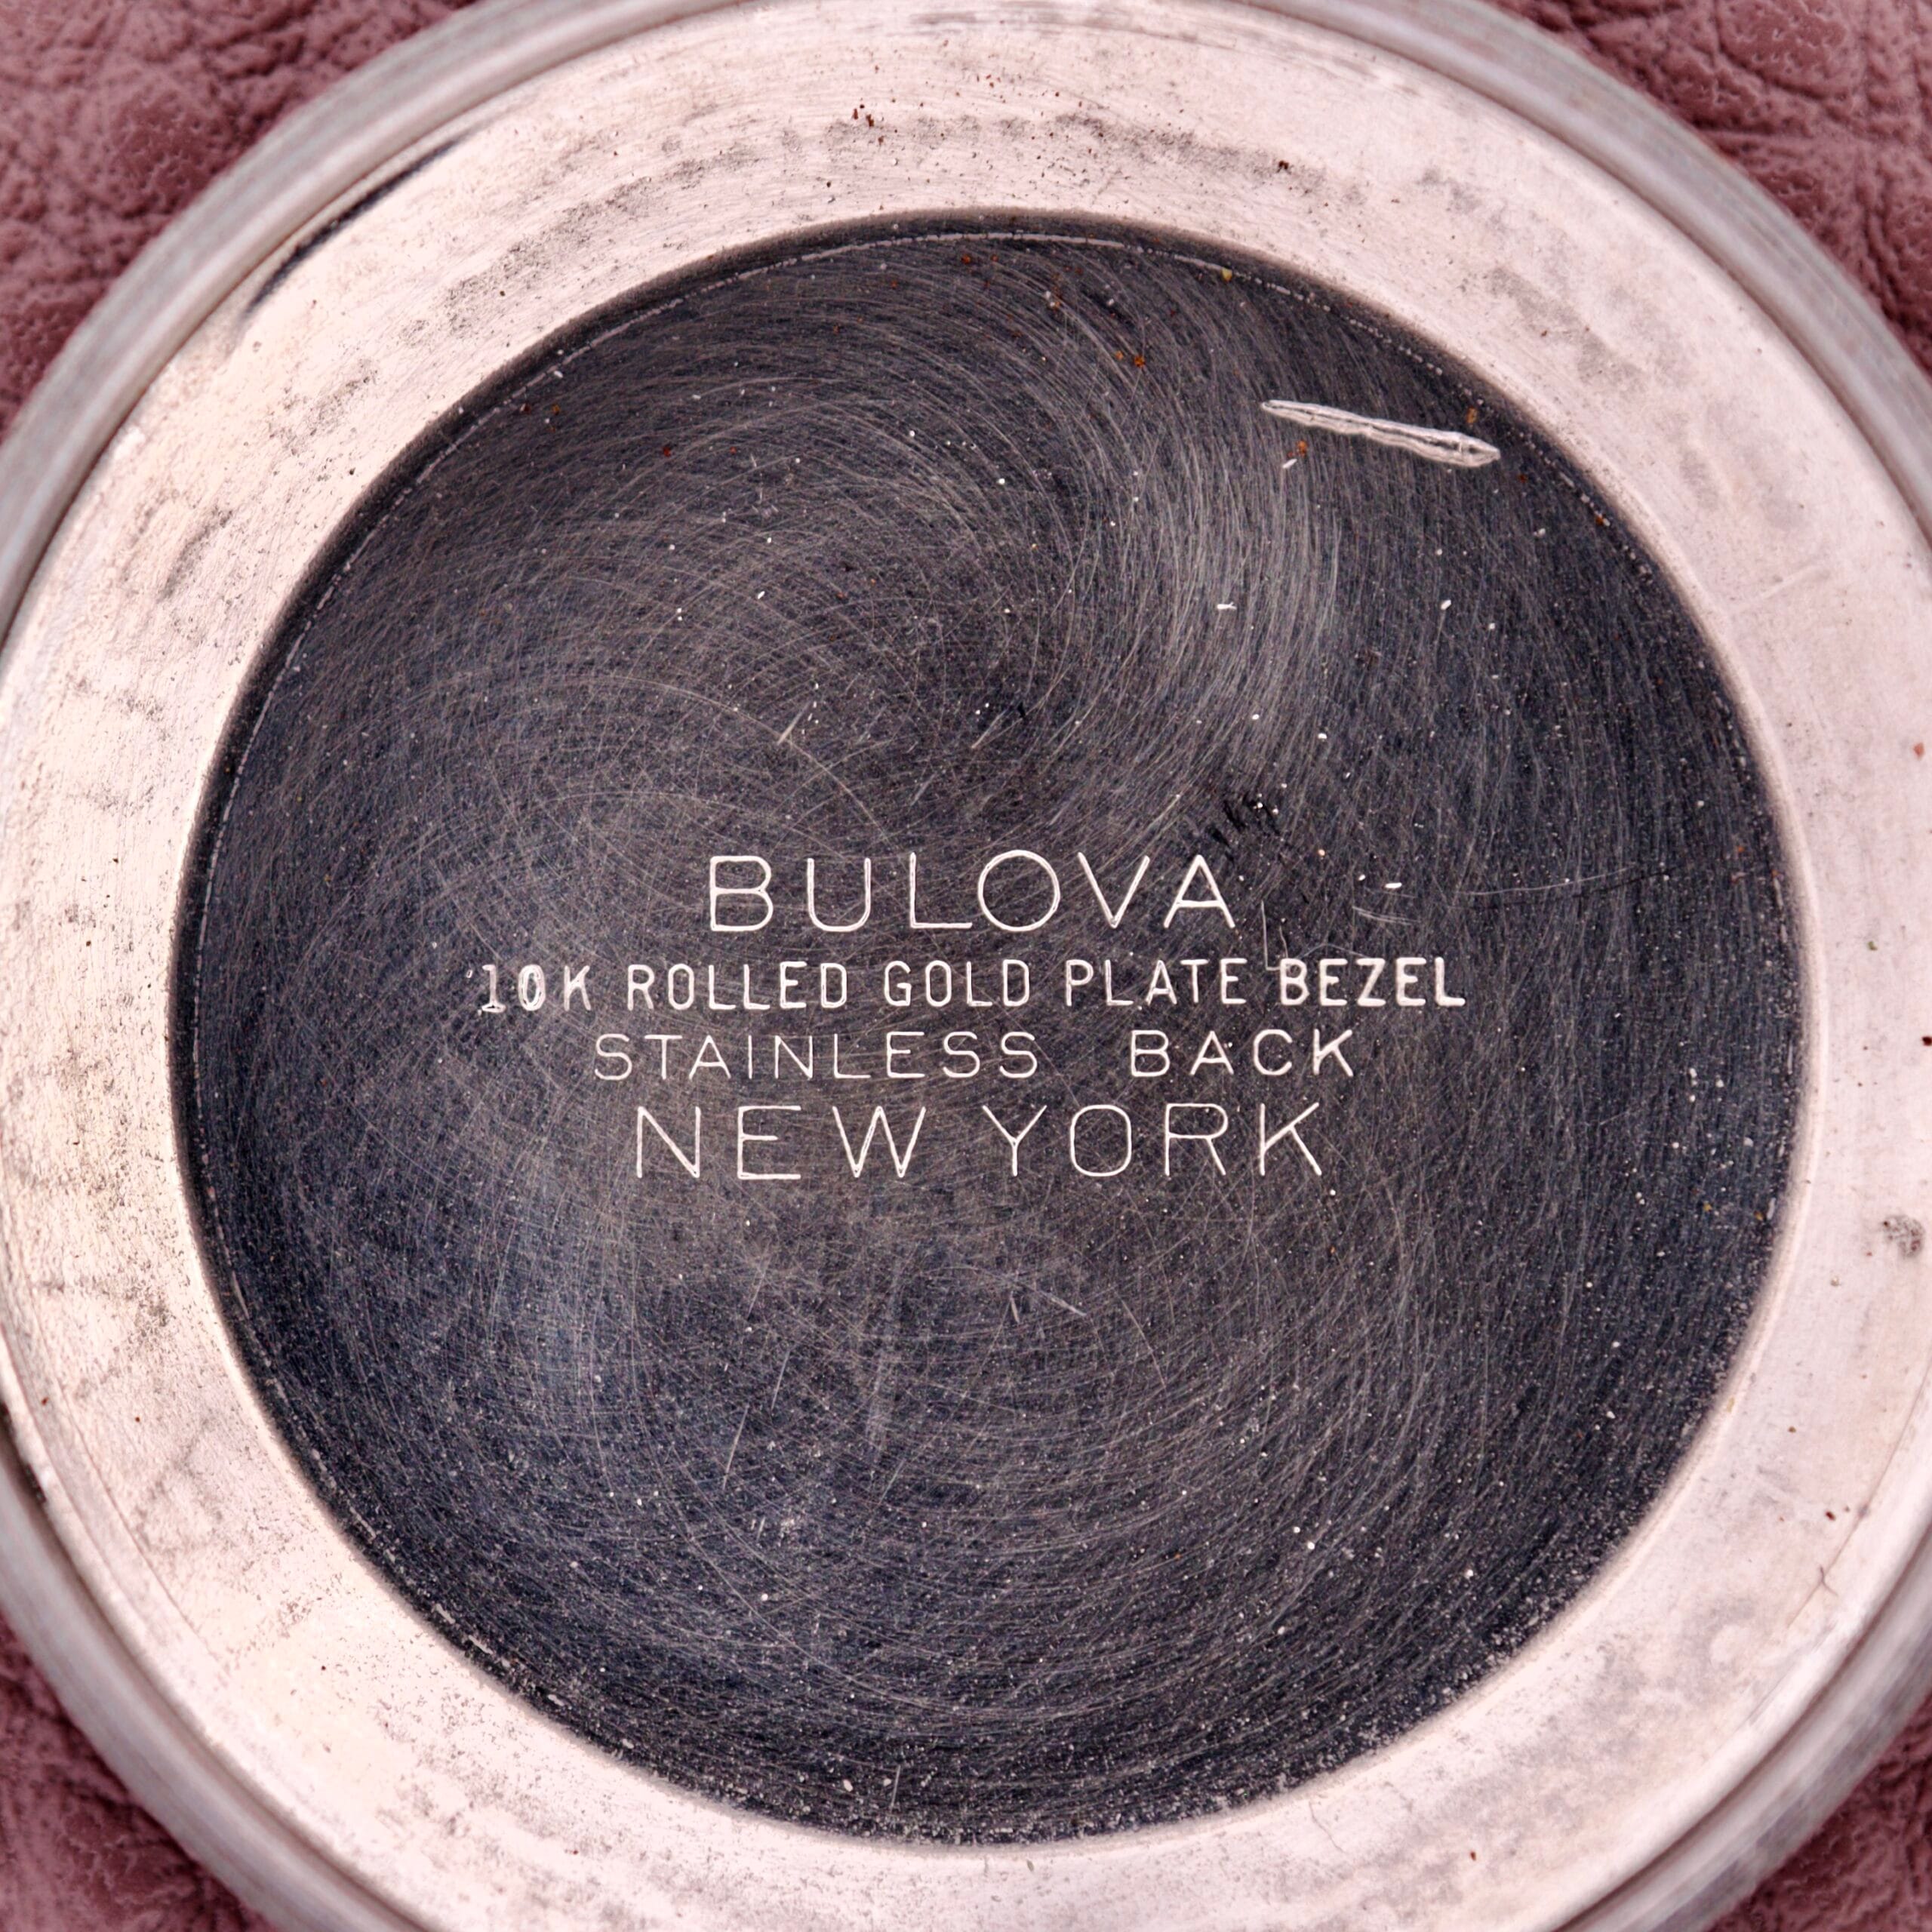 BULOVA
10K ROLLED GOLD PLATE BEZEL
STAINLESS BACK
NEW YORK